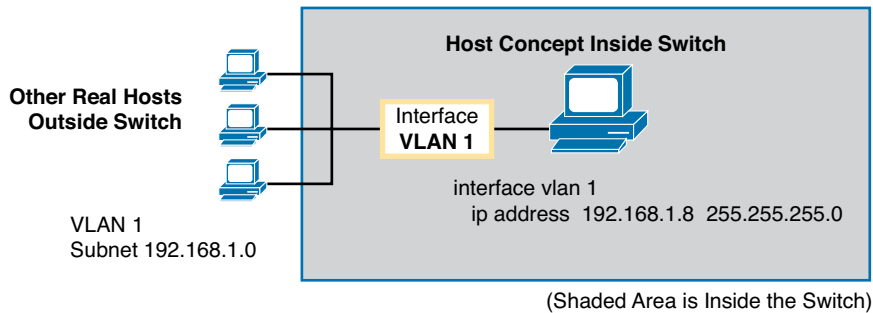 Host Concept Inside Switch
Other Real Hosts
Outside Switch
Interface
VLAN 1
interface vlan 1
ip address 192.168.1.8 255.255.255.0
VLAN 1
Subnet 192.168.1.0
(Shaded Area is Inside the Switch)